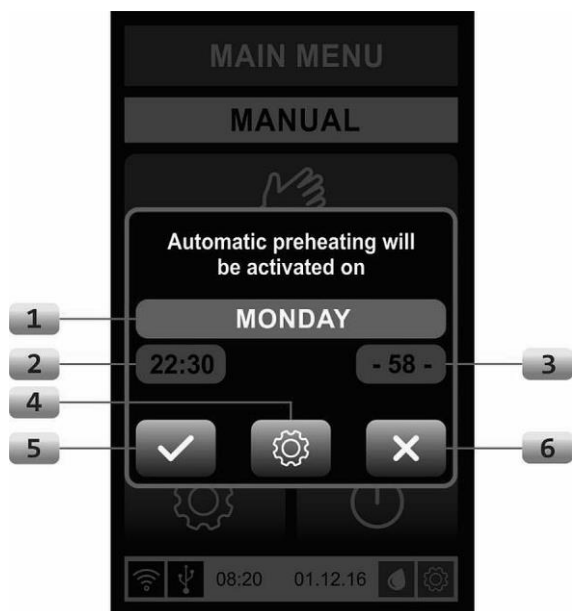 MAIN MENU
MANUAL
Automatic preheating will
be activated on
1
MONDAY
2
22:30
- 58 -
3
4
5
6
08:20
01.12.16